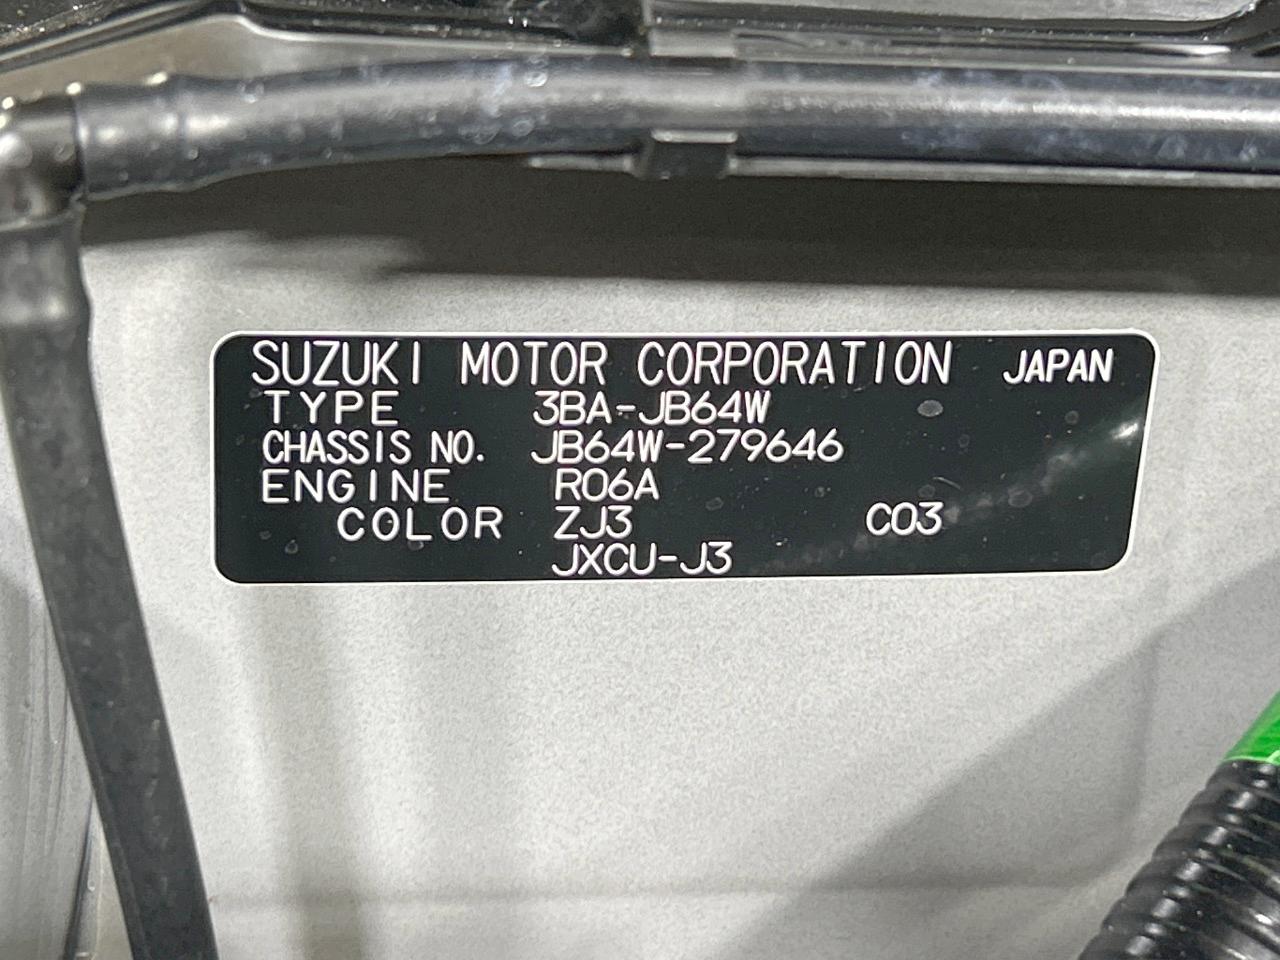 SUZUKI MOTOR CORPORATION JAPAN
TYPE 3BA-JB64W
CHASSIS NO. JB64W-279646
ENGINE R06A
COLOR ZJ3 C03
JXCU-J3